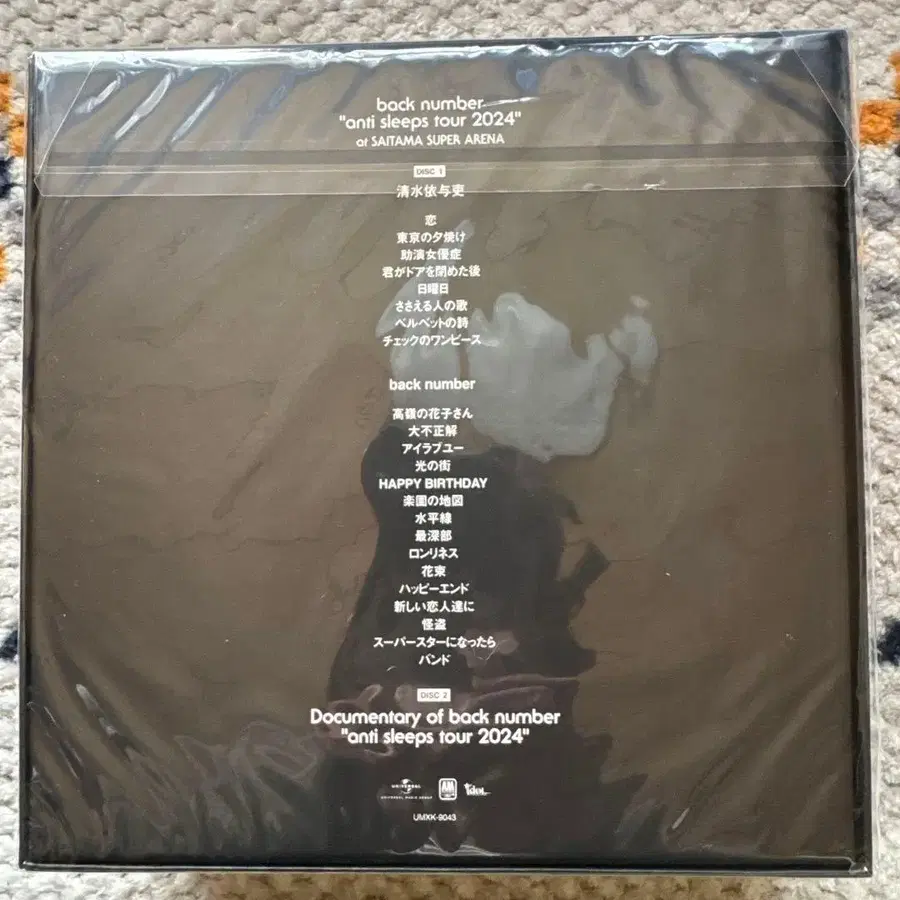 back number
"anti sleeps tour 2024"
at SAITAMA SUPER ARENA
DISC 1
清水依与吏
恋
東京の夕焼け
助演女優症
君がドアを閉めた後
日曜日
ささえる人の歌
ベルベットの詩
チェックのワンピース
back number
高嶺の花子さん
大不正解
アイラブユー
光の街
HAPPY BIRTHDAY
楽園の地図
水平線
最深部
ロンリネス
花束
ハッピーエンド
新しい恋人達に
怪盗
スーパースターになったら
バンド
DISC 2
Documentary of back number
"anti sleeps tour 2024"
UNIVERSAL
UNIVERSAL MUSIC GROUP
AM
UMXK-9043